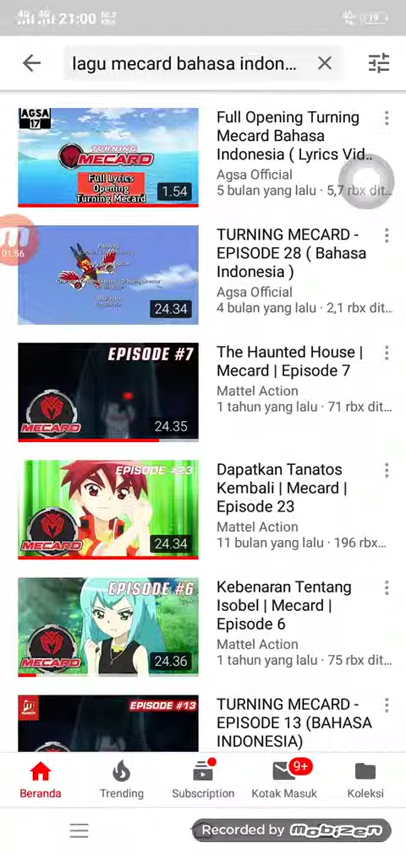 4G 4G 21:00
19
lagu mecard bahasa indon...
AGSA
17
TURNING
MECARD
Full Lyrics
Opening
Turning Mecard
1.54
Full Opening Turning
Mecard Bahasa
Indonesia ( Lyrics Vid..
Agsa Official
5 bulan yang lalu · 5,7 rbx dit...
01:56
24.34
TURNING MECARD -
EPISODE 28 ( Bahasa
Indonesia )
Agsa Official
4 bulan yang lalu · 2,1 rbx dit...
EPISODE #7
MECARD
24.35
The Haunted House |
Mecard | Episode 7
Mattel Action
1 tahun yang lalu · 71 rbx dit...
EPISODE #23
MECARD
24.34
Dapatkan Tanatos
Kembali | Mecard |
Episode 23
Mattel Action
11 bulan yang lalu · 196 rbx...
EPISODE #6
MECARD
24.36
Kebenaran Tentang
Isobel | Mecard |
Episode 6
Mattel Action
1 tahun yang lalu · 75 rbx dit...
EPISODE #13
TURNING MECARD -
EPISODE 13 (BAHASA
INDONESIA)
9+
Beranda
Trending
Subscription
Kotak Masuk
Koleksi
Recorded by Mobizen